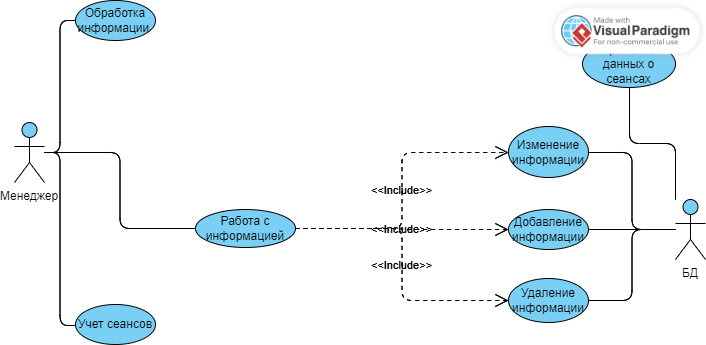 Обработка
информации
Made with
Visual Paradigm
For non-commercial use
данных о
сеансах
Изменение
информации
Менеджер
<<Include>>
Работа с
информацией
<<Include>>
Добавление
информации
<<Include>>
БД
Удаление
информации
Учет сеансов